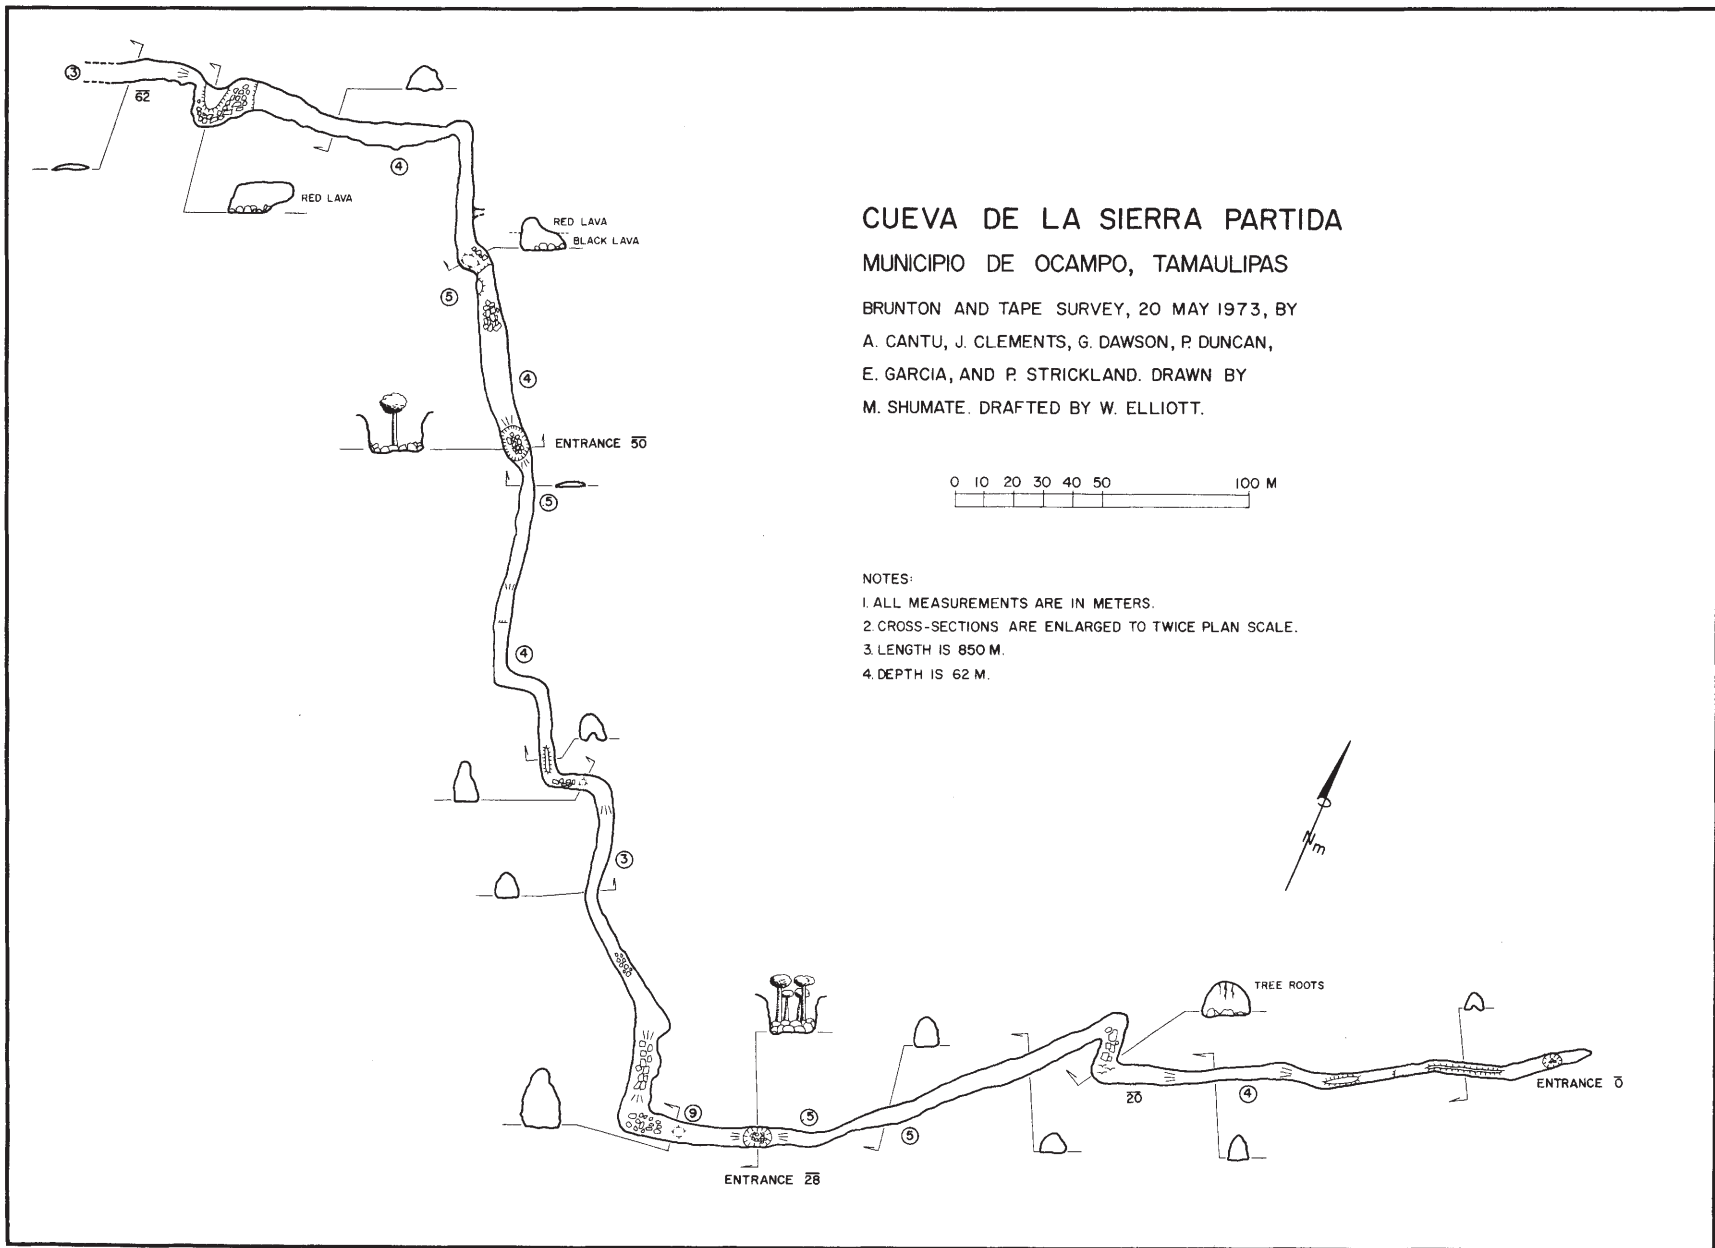 3
62
4
RED LAVA
RED LAVA
BLACK LAVA
5
4
ENTRANCE 50
.5
4
3
9
.5
ENTRANCE 28
5
TREE ROOTS
20
4
ENTRANCE 0
CUEVA DE LA SIERRA PARTIDA
MUNICIPIO DE OCAMPO, TAMAULIPAS
BRUNTON AND TAPE SURVEY, 20 MAY 1973, BY
A. CANTU, J. CLEMENTS, G. DAWSON, P. DUNCAN,
E. GARCIA, AND P. STRICKLAND. DRAWN BY
M. SHUMATE. DRAFTED BY W. ELLIOTT.
0 10 20 30 40 50 100 M
NOTES:
1. ALL MEASUREMENTS ARE IN METERS.
2. CROSS-SECTIONS ARE ENLARGED TO TWICE PLAN SCALE.
3. LENGTH IS 850 M.
4. DEPTH IS 62 M.
Nm